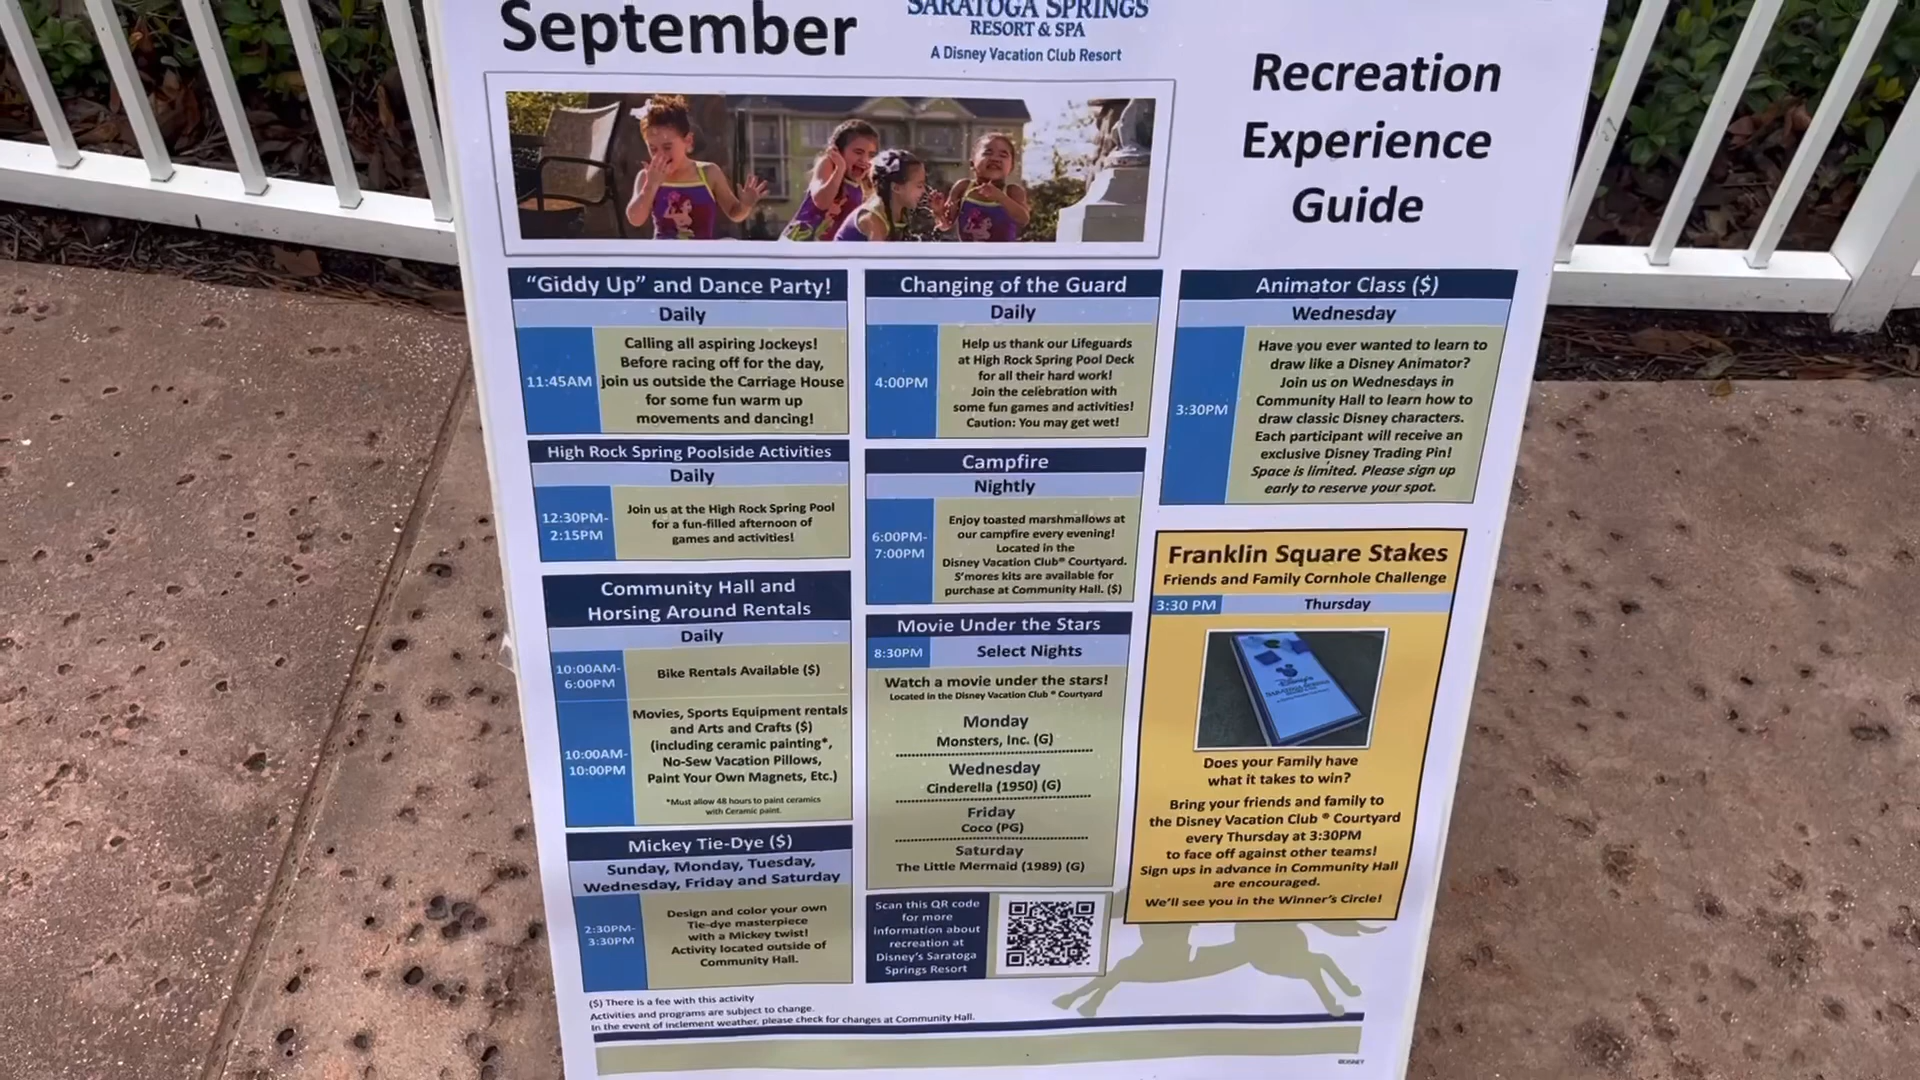 September
SARATOGA SPRINGS
RESORT & SPA
A Disney Vacation Club Resort
Recreation
Experience
Guide
"Giddy Up" and Dance Party!
Daily
11:45AM
Calling all aspiring Jockeys!
Before racing off for the day,
join us outside the Carriage House
for some fun warm up
movements and dancing!
High Rock Spring Poolside Activities
Daily
12:30PM-
2:15PM
Join us at the High Rock Spring Pool
for a fun-filled afternoon of
games and activities!
Community Hall and
Horsing Around Rentals
Daily
10:00AM-
6:00PM
Bike Rentals Available ($)
10:00AM-
10:00PM
Movies, Sports Equipment rentals
and Arts and Crafts ($)
(including ceramic painting*,
No-Sew Vacation Pillows,
Paint Your Own Magnets, Etc.)
*Must allow 48 hours to paint ceramics
with Ceramic paint.
Mickey Tie-Dye ($)
Sunday, Monday, Tuesday,
Wednesday, Friday and Saturday
2:30PM-
3:30PM
Design and color your own
Tie-dye masterpiece
with a Mickey twist!
Activity located outside of
Community Hall.
Changing of the Guard
Daily
4:00PM
Help us thank our Lifeguards
at High Rock Spring Pool Deck
for all their hard work!
Join the celebration with
some fun games and activities!
Caution: You may get wet!
Campfire
Nightly
6:00PM-
7:00PM
Enjoy toasted marshmallows at
our campfire every evening!
Located in the
Disney Vacation Club® Courtyard.
S'mores kits are available for
purchase at Community Hall. ($)
Movie Under the Stars
8:30PM Select Nights
Watch a movie under the stars!
Located in the Disney Vacation Club ® Courtyard
Monday
Monsters, Inc. (G)
Wednesday
Cinderella (1950) (G)
Friday
Coco (PG)
Saturday
The Little Mermaid (1989) (G)
Scan this QR code
for more
information about
recreation at
Disney's Saratoga
Springs Resort
Animator Class ($)
Wednesday
3:30PM
Have you ever wanted to learn to
draw like a Disney Animator?
Join us on Wednesdays in
Community Hall to learn how to
draw classic Disney characters.
Each participant will receive an
exclusive Disney Trading Pin!
Space is limited. Please sign up
early to reserve your spot.
Franklin Square Stakes
Friends and Family Cornhole Challenge
3:30 PM Thursday
Disney's
SARATOGA SPRINGS
Does your Family have
what it takes to win?
Bring your friends and family to
the Disney Vacation Club ® Courtyard
every Thursday at 3:30PM
to face off against other teams!
Sign ups in advance in Community Hall
are encouraged.
We'll see you in the Winner's Circle!
($) There is a fee with this activity
Activities and programs are subject to change.
In the event of inclement weather, please check for changes at Community Hall.
©DISNEY